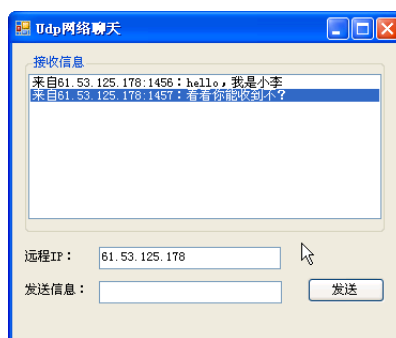 Udp网络聊天
接收信息
来自61.53.125.178:1456：hello，我是小李
来自61.53.125.178:1457：看看你能收到不?
远程IP： 61.53.125.178
发送信息： 发送